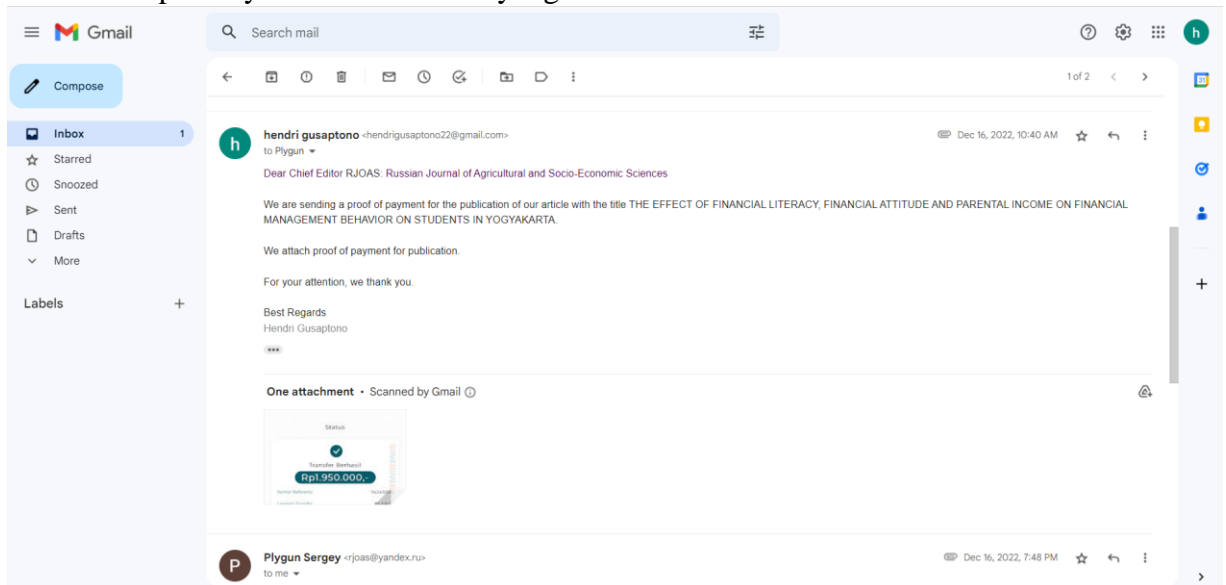 Gmail
Search mail
h
Compose
1 of 2
31
Inbox 1
Starred
Snoozed
Sent
Drafts
More
Labels +
h
hendri gusaptono <hendrigusaptono22@gmail.com>
Dec 16, 2022, 10:40 AM
to Plygun
Dear Chief Editor RJOAS: Russian Journal of Agricultural and Socio-Economic Sciences
We are sending a proof of payment for the publication of our article with the title THE EFFECT OF FINANCIAL LITERACY, FINANCIAL ATTITUDE AND PARENTAL INCOME ON FINANCIAL
MANAGEMENT BEHAVIOR ON STUDENTS IN YOGYAKARTA.
We attach proof of payment for publication.
For your attention, we thank you.
Best Regards
Hendri Gusaptono
One attachment • Scanned by Gmail
Status
Transfer Berhasil
Rp1.950.000,-
P
Plygun Sergey <rjoas@yandex.ru>
Dec 16, 2022, 7:48 PM
to me